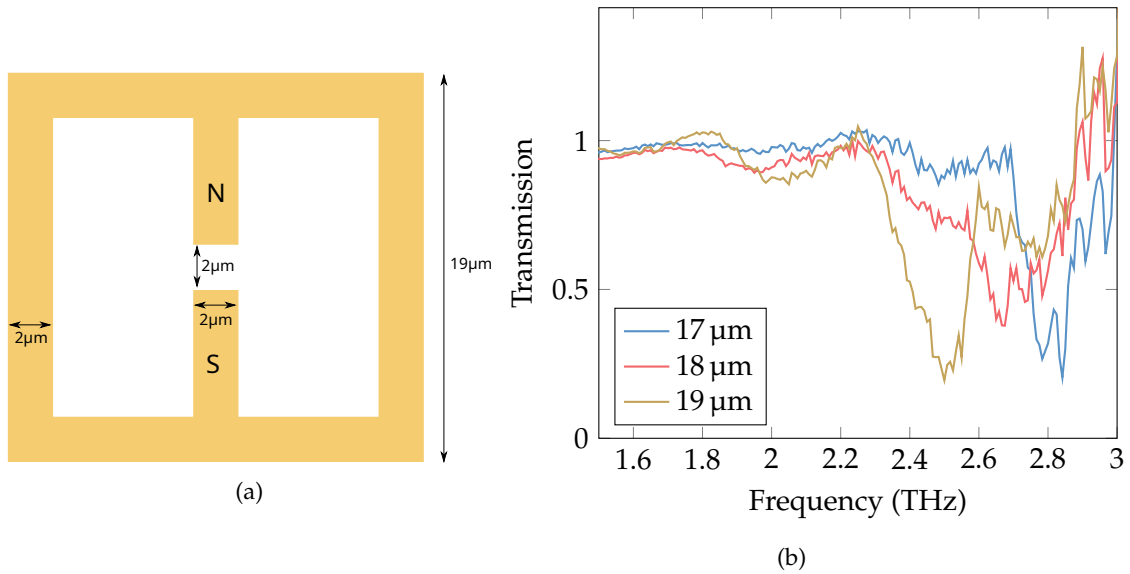 N
2µm
19µm
2µm
2µm
S
(a)
Transmission
1
0.5
0
17 µm
18 µm
19 µm
1.6 1.8 2 2.2 2.4 2.6 2.8 3
Frequency (THz)
(b)